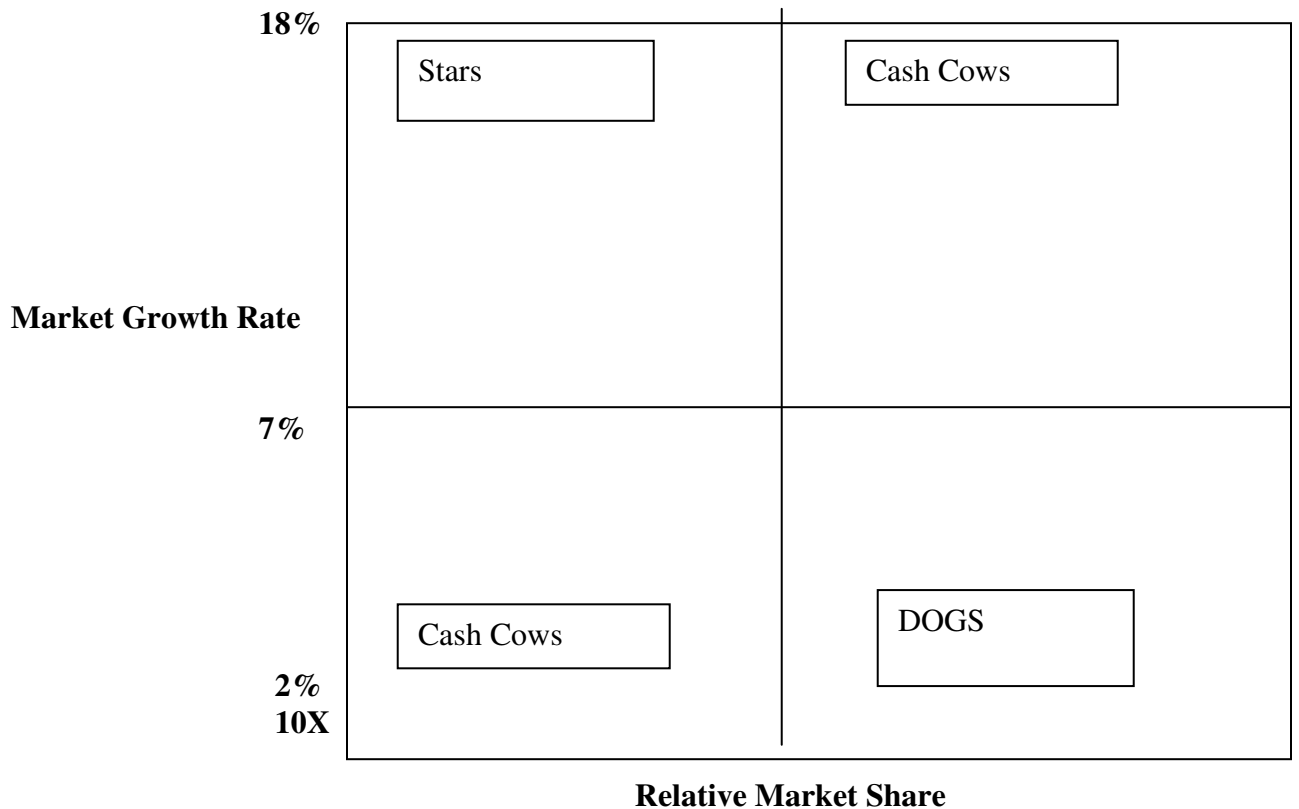 18%
Stars
Cash Cows
Market Growth Rate
7%
Cash Cows
DOGS
2%
10X
Relative Market Share